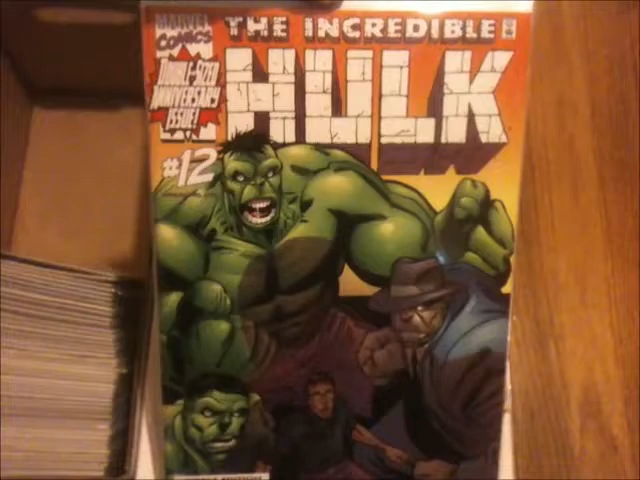 MARVEL
COMICS
THE INCREDIBLE
HULK
DOUBLE-SIZED
ANNIVERSARY
ISSUE!
#12